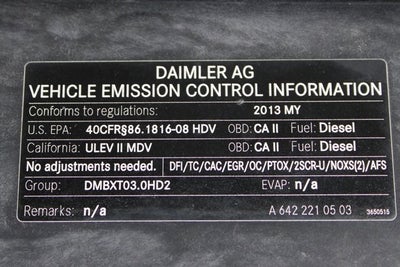 DAIMLER AG
VEHICLE EMISSION CONTROL INFORMATION
Conforms to regulations: 2013 MY
U.S. EPA: 40CFR§86.1816-08 HDV OBD: CA II Fuel: Diesel
California: ULEV II MDV OBD: CA II Fuel: Diesel
No adjustments needed. DFI/TC/CAC/EGR/OC/PTOX/2SCR-U/NOXS(2)/AFS
Group: DMBXT03.0HD2 EVAP: n/a
Remarks: n/a A 642 221 05 03 3650515